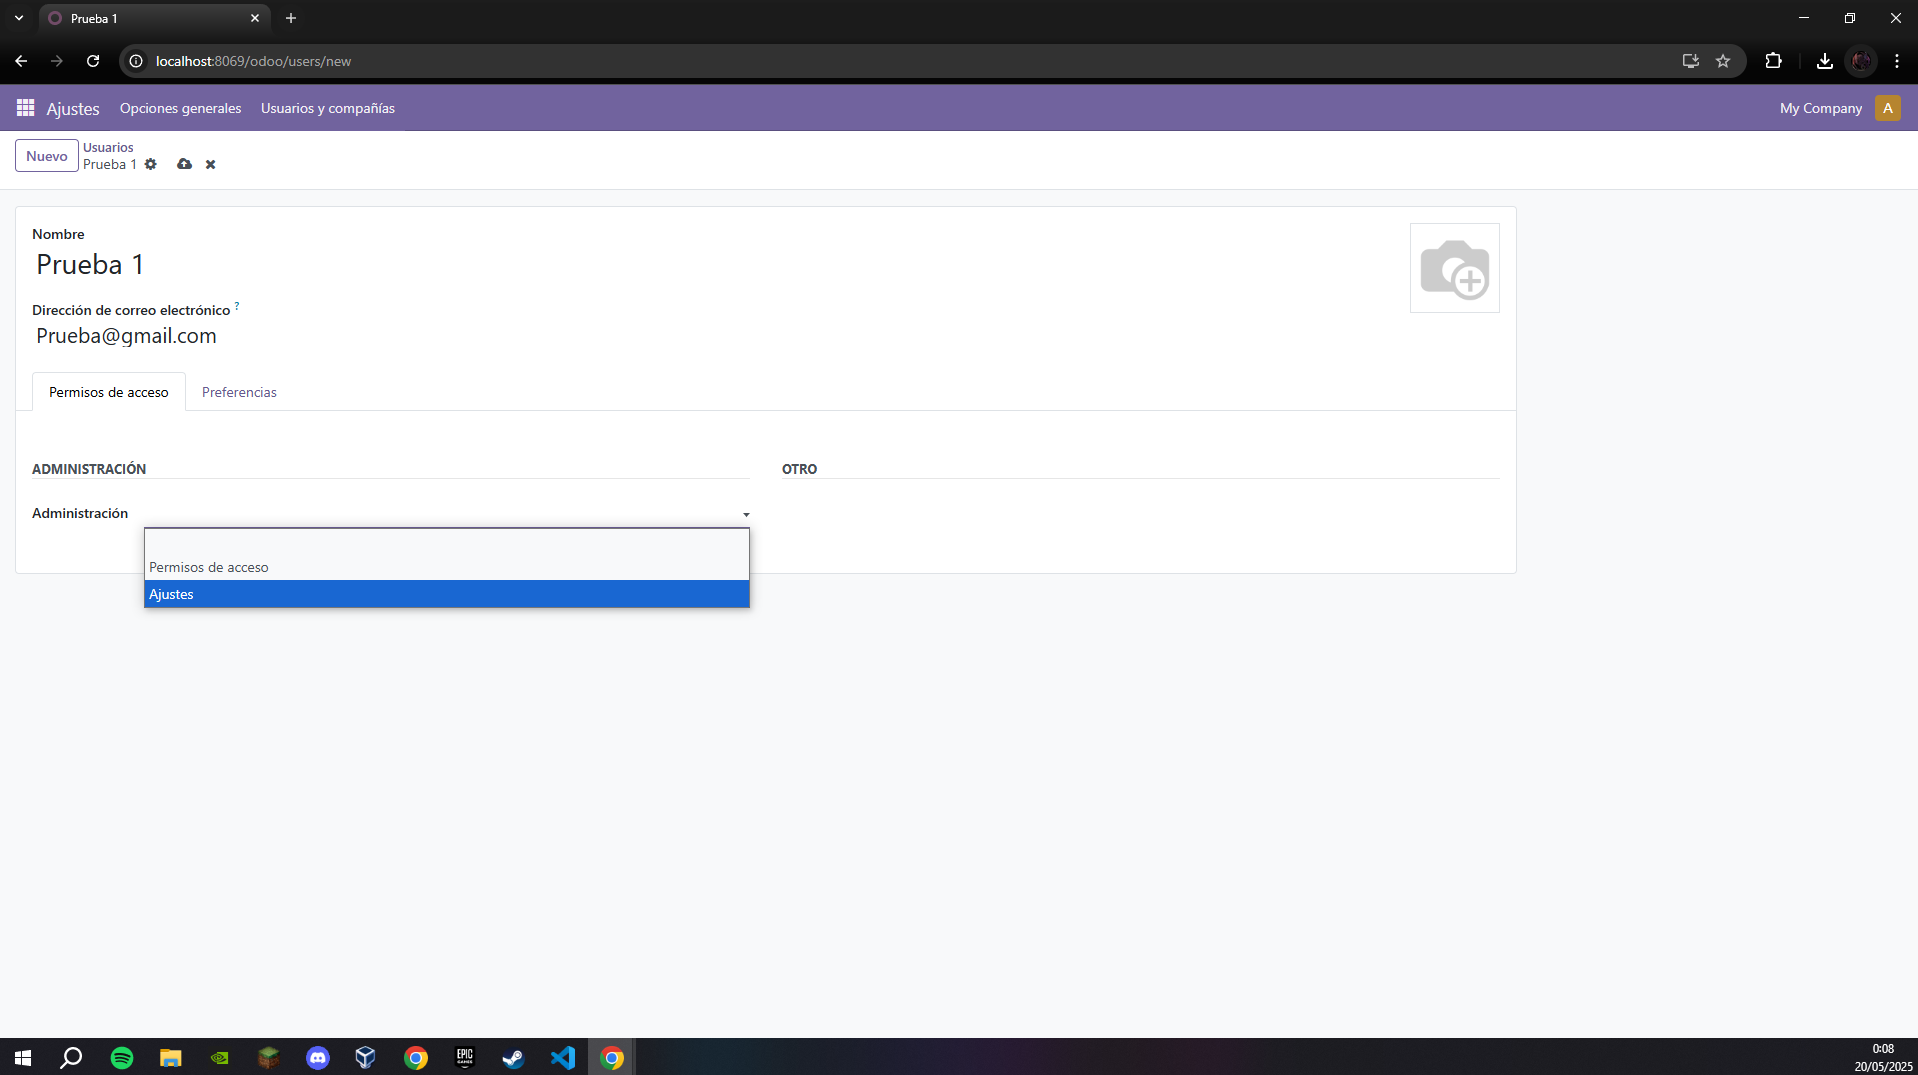 Prueba 1
localhost:8069/odoo/users/new
Ajustes
Opciones generales
Usuarios y compañías
My Company
A
Nuevo
Usuarios
Prueba 1
Nombre
Prueba 1
Dirección de correo electrónico ?
Prueba@gmail.com
Permisos de acceso
Preferencias
ADMINISTRACIÓN
OTRO
Administración
Permisos de acceso
Ajustes
EPIC
GAMES
0:08
20/05/2025